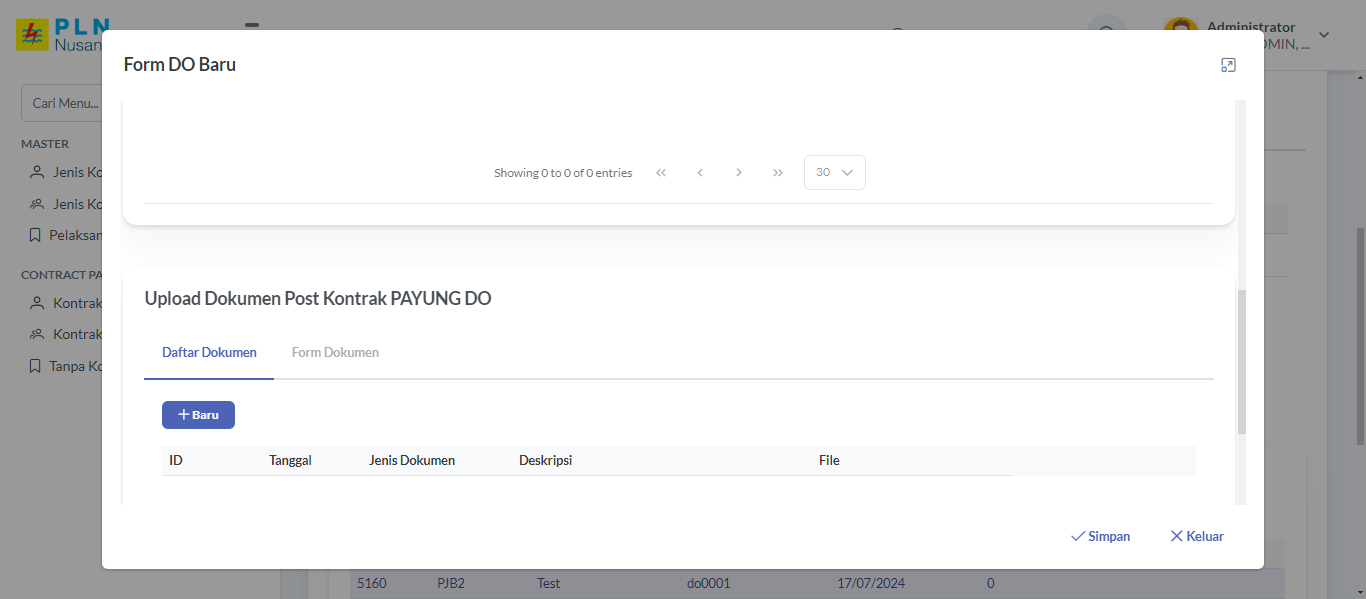 PLN
Nusan
Administrator
DMIN, ...
Form DO Baru
Cari Menu...
MASTER
Jenis Ko
Jenis Ko
Pelaksan
CONTRACT PA
Kontrak
Kontrak
Tanpa Ko
Showing 0 to 0 of 0 entries
30
Upload Dokumen Post Kontrak PAYUNG DO
Daftar Dokumen Form Dokumen
Baru
ID Tanggal Jenis Dokumen Deskripsi File
Simpan Keluar
5160 PJB2 Test do0001 17/07/2024 0